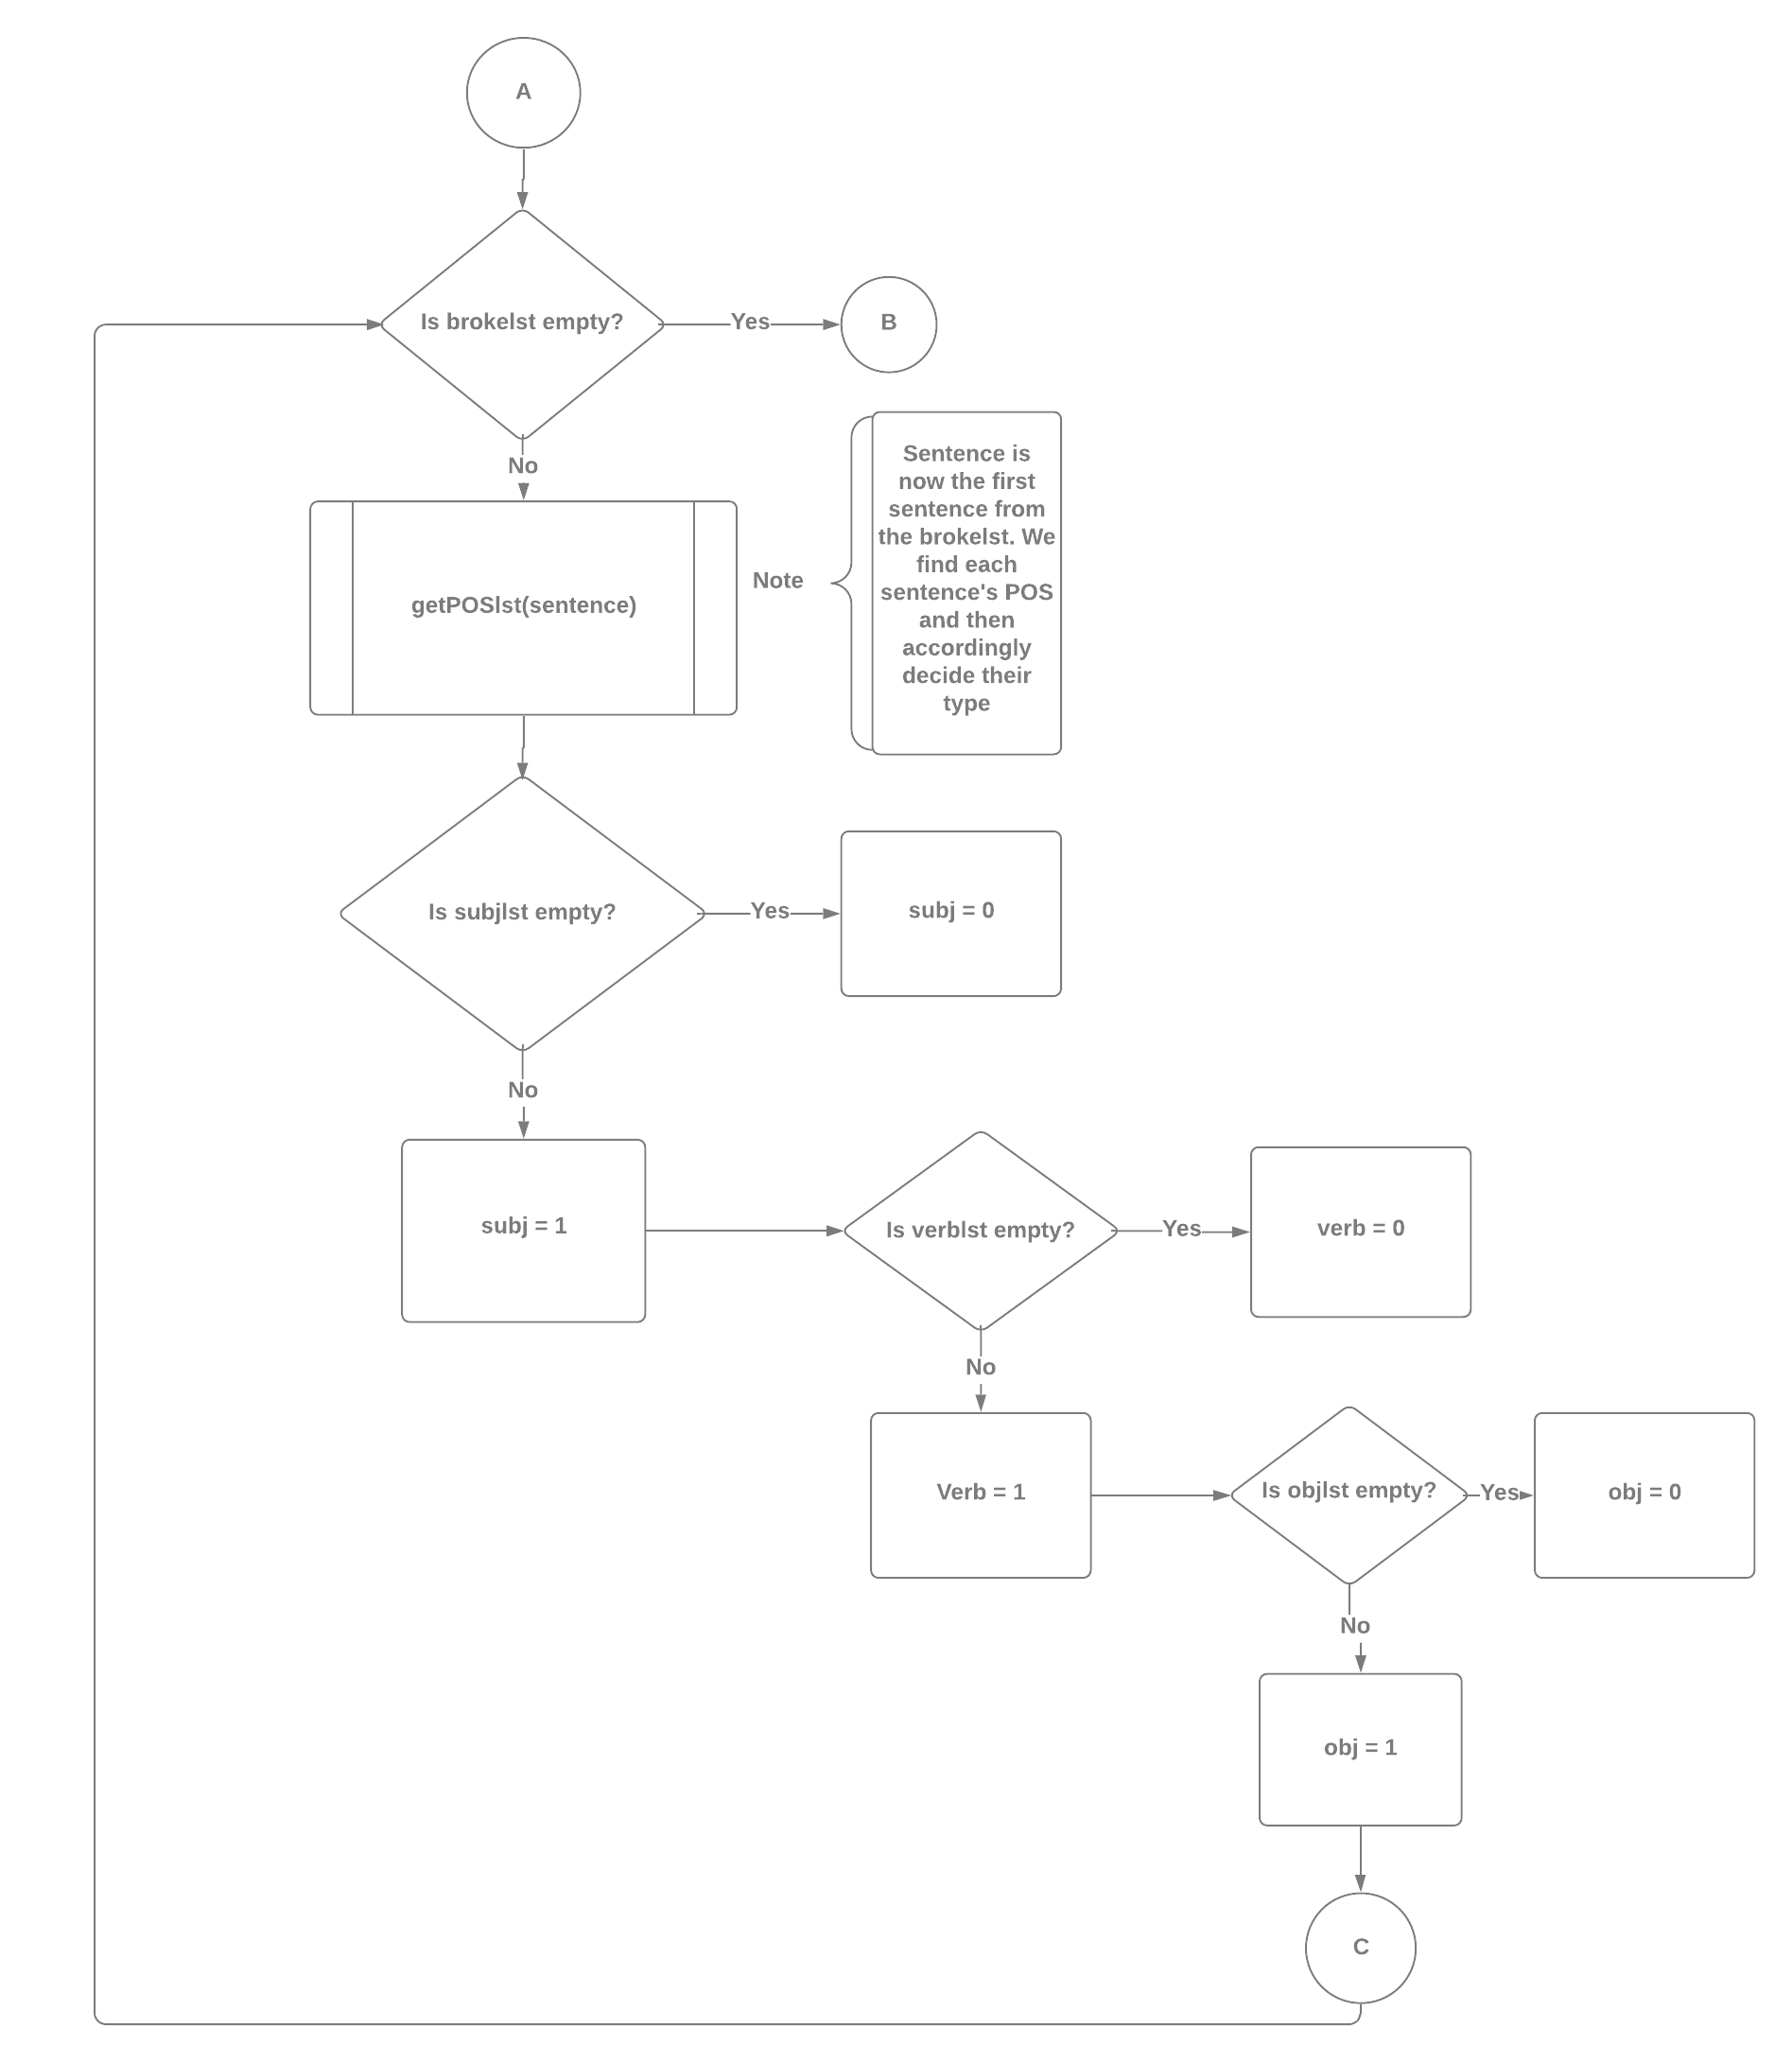 A
Is brokelst empty?
Yes
B
No
getPOSlst(sentence)
Note
Sentence is
now the first
sentence from
the brokelst. We
find each
sentence's POS
and then
accordingly
decide their
type
Is subjlst empty?
Yes
subj = 0
No
subj = 1
Is verblst empty?
Yes
verb = 0
No
Verb = 1
Is objlst empty?
Yes
obj = 0
No
obj = 1
C